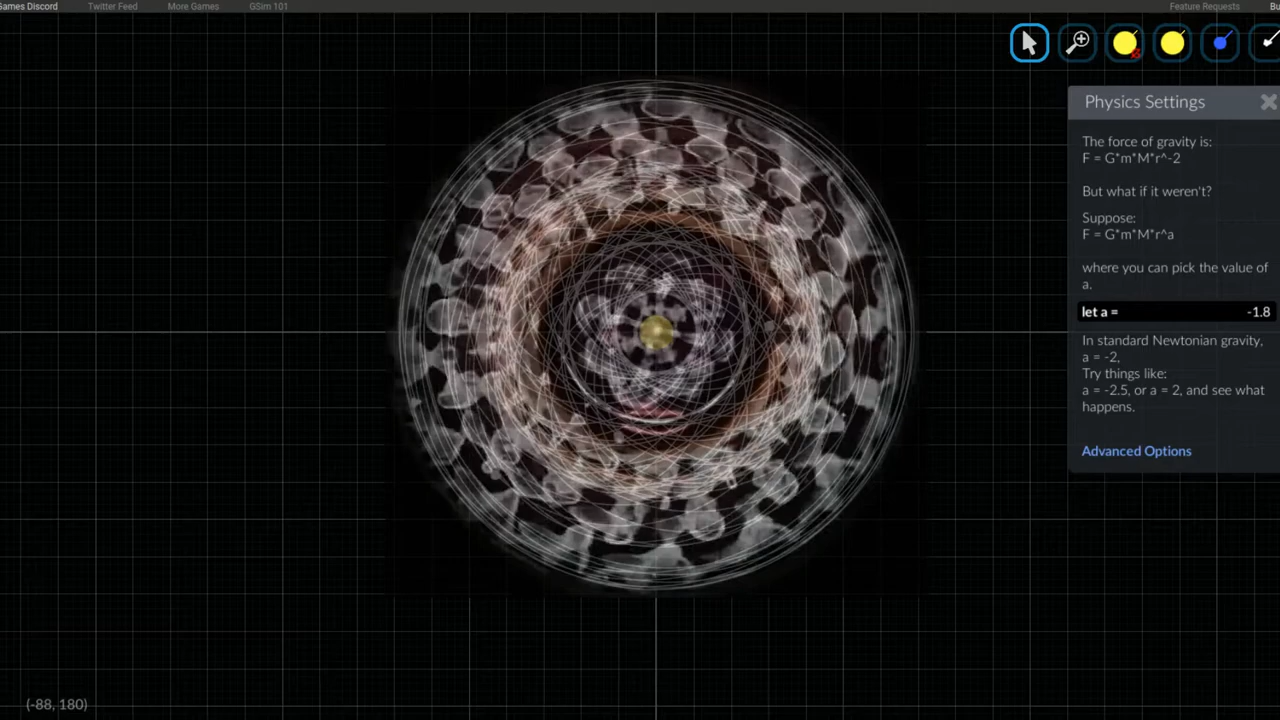 Games Discord
Twitter Feed
More Games
GSim 101
Feature Requests
Physics Settings
The force of gravity is:
F = G*m*M*r^-2
But what if it weren't?
Suppose:
F = G*m*M*r^a
where you can pick the value of
a.
let a = -1.8
In standard Newtonian gravity,
a = -2,
Try things like:
a = -2.5, or a = 2, and see what
happens.
Advanced Options
(-88, 180)